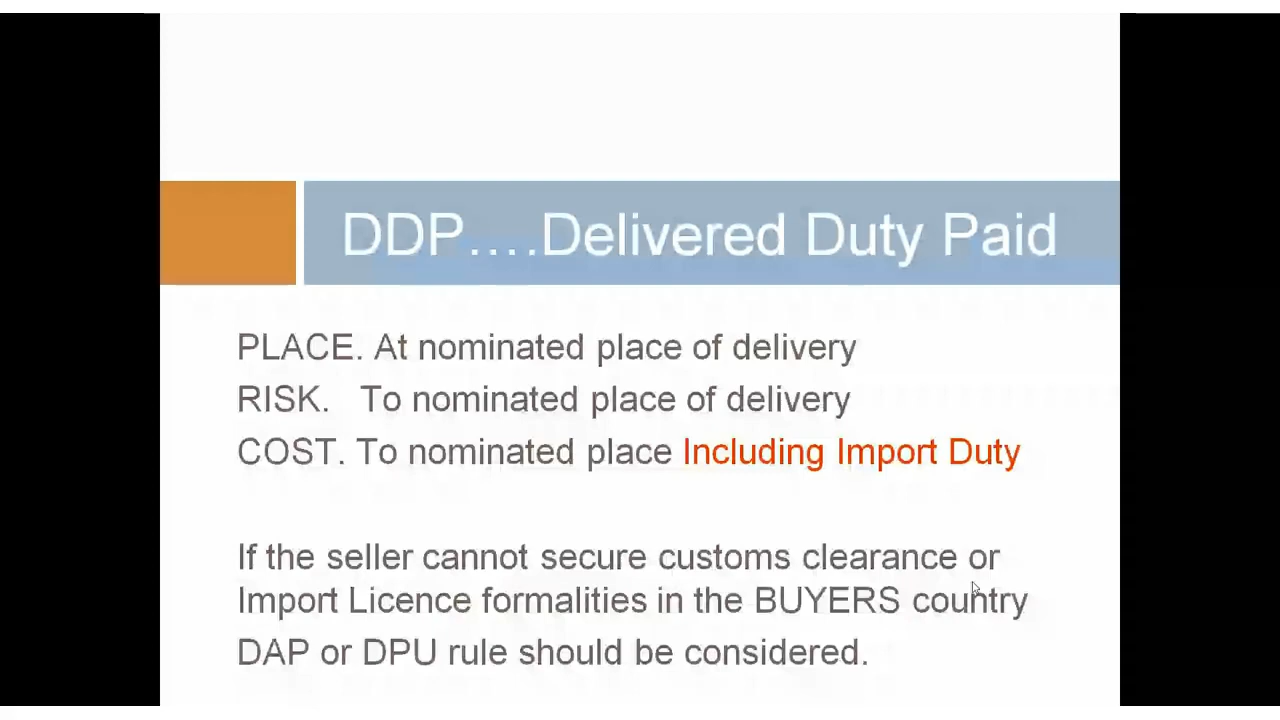 DDP....Delivered Duty Paid
PLACE. At nominated place of delivery
RISK. To nominated place of delivery
COST. To nominated place Including Import Duty
If the seller cannot secure customs clearance or
Import Licence formalities in the BUYERS country
DAP or DPU rule should be considered.